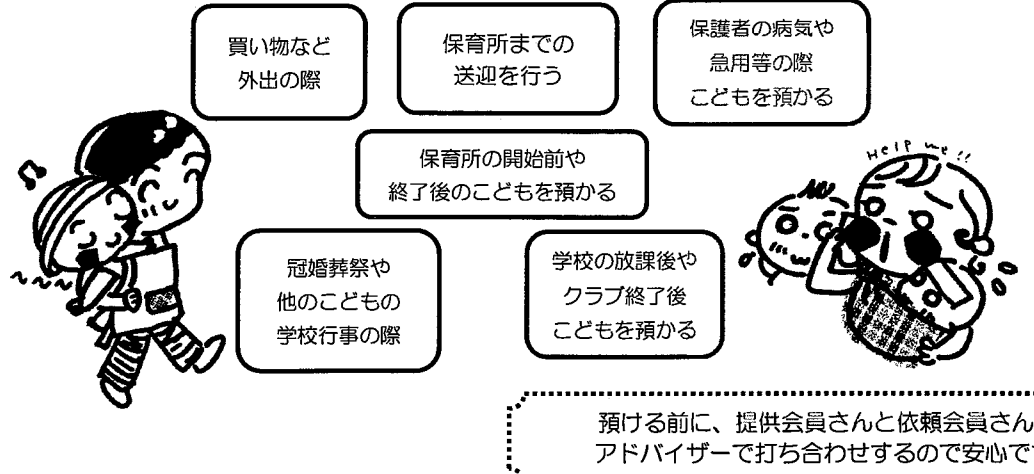 買い物など
外出の際
保育所までの
送迎を行う
保護者の病気や
急用等の際
こどもを預かる
Help me!!
保育所の開始前や
終了後のこどもを預かる
冠婚葬祭や
他のこどもの
学校行事の際
学校の放課後や
クラブ終了後
こどもを預かる
預ける前に、提供会員さんと依頼会員さん
アドバイザーで打ち合わせするので安心で